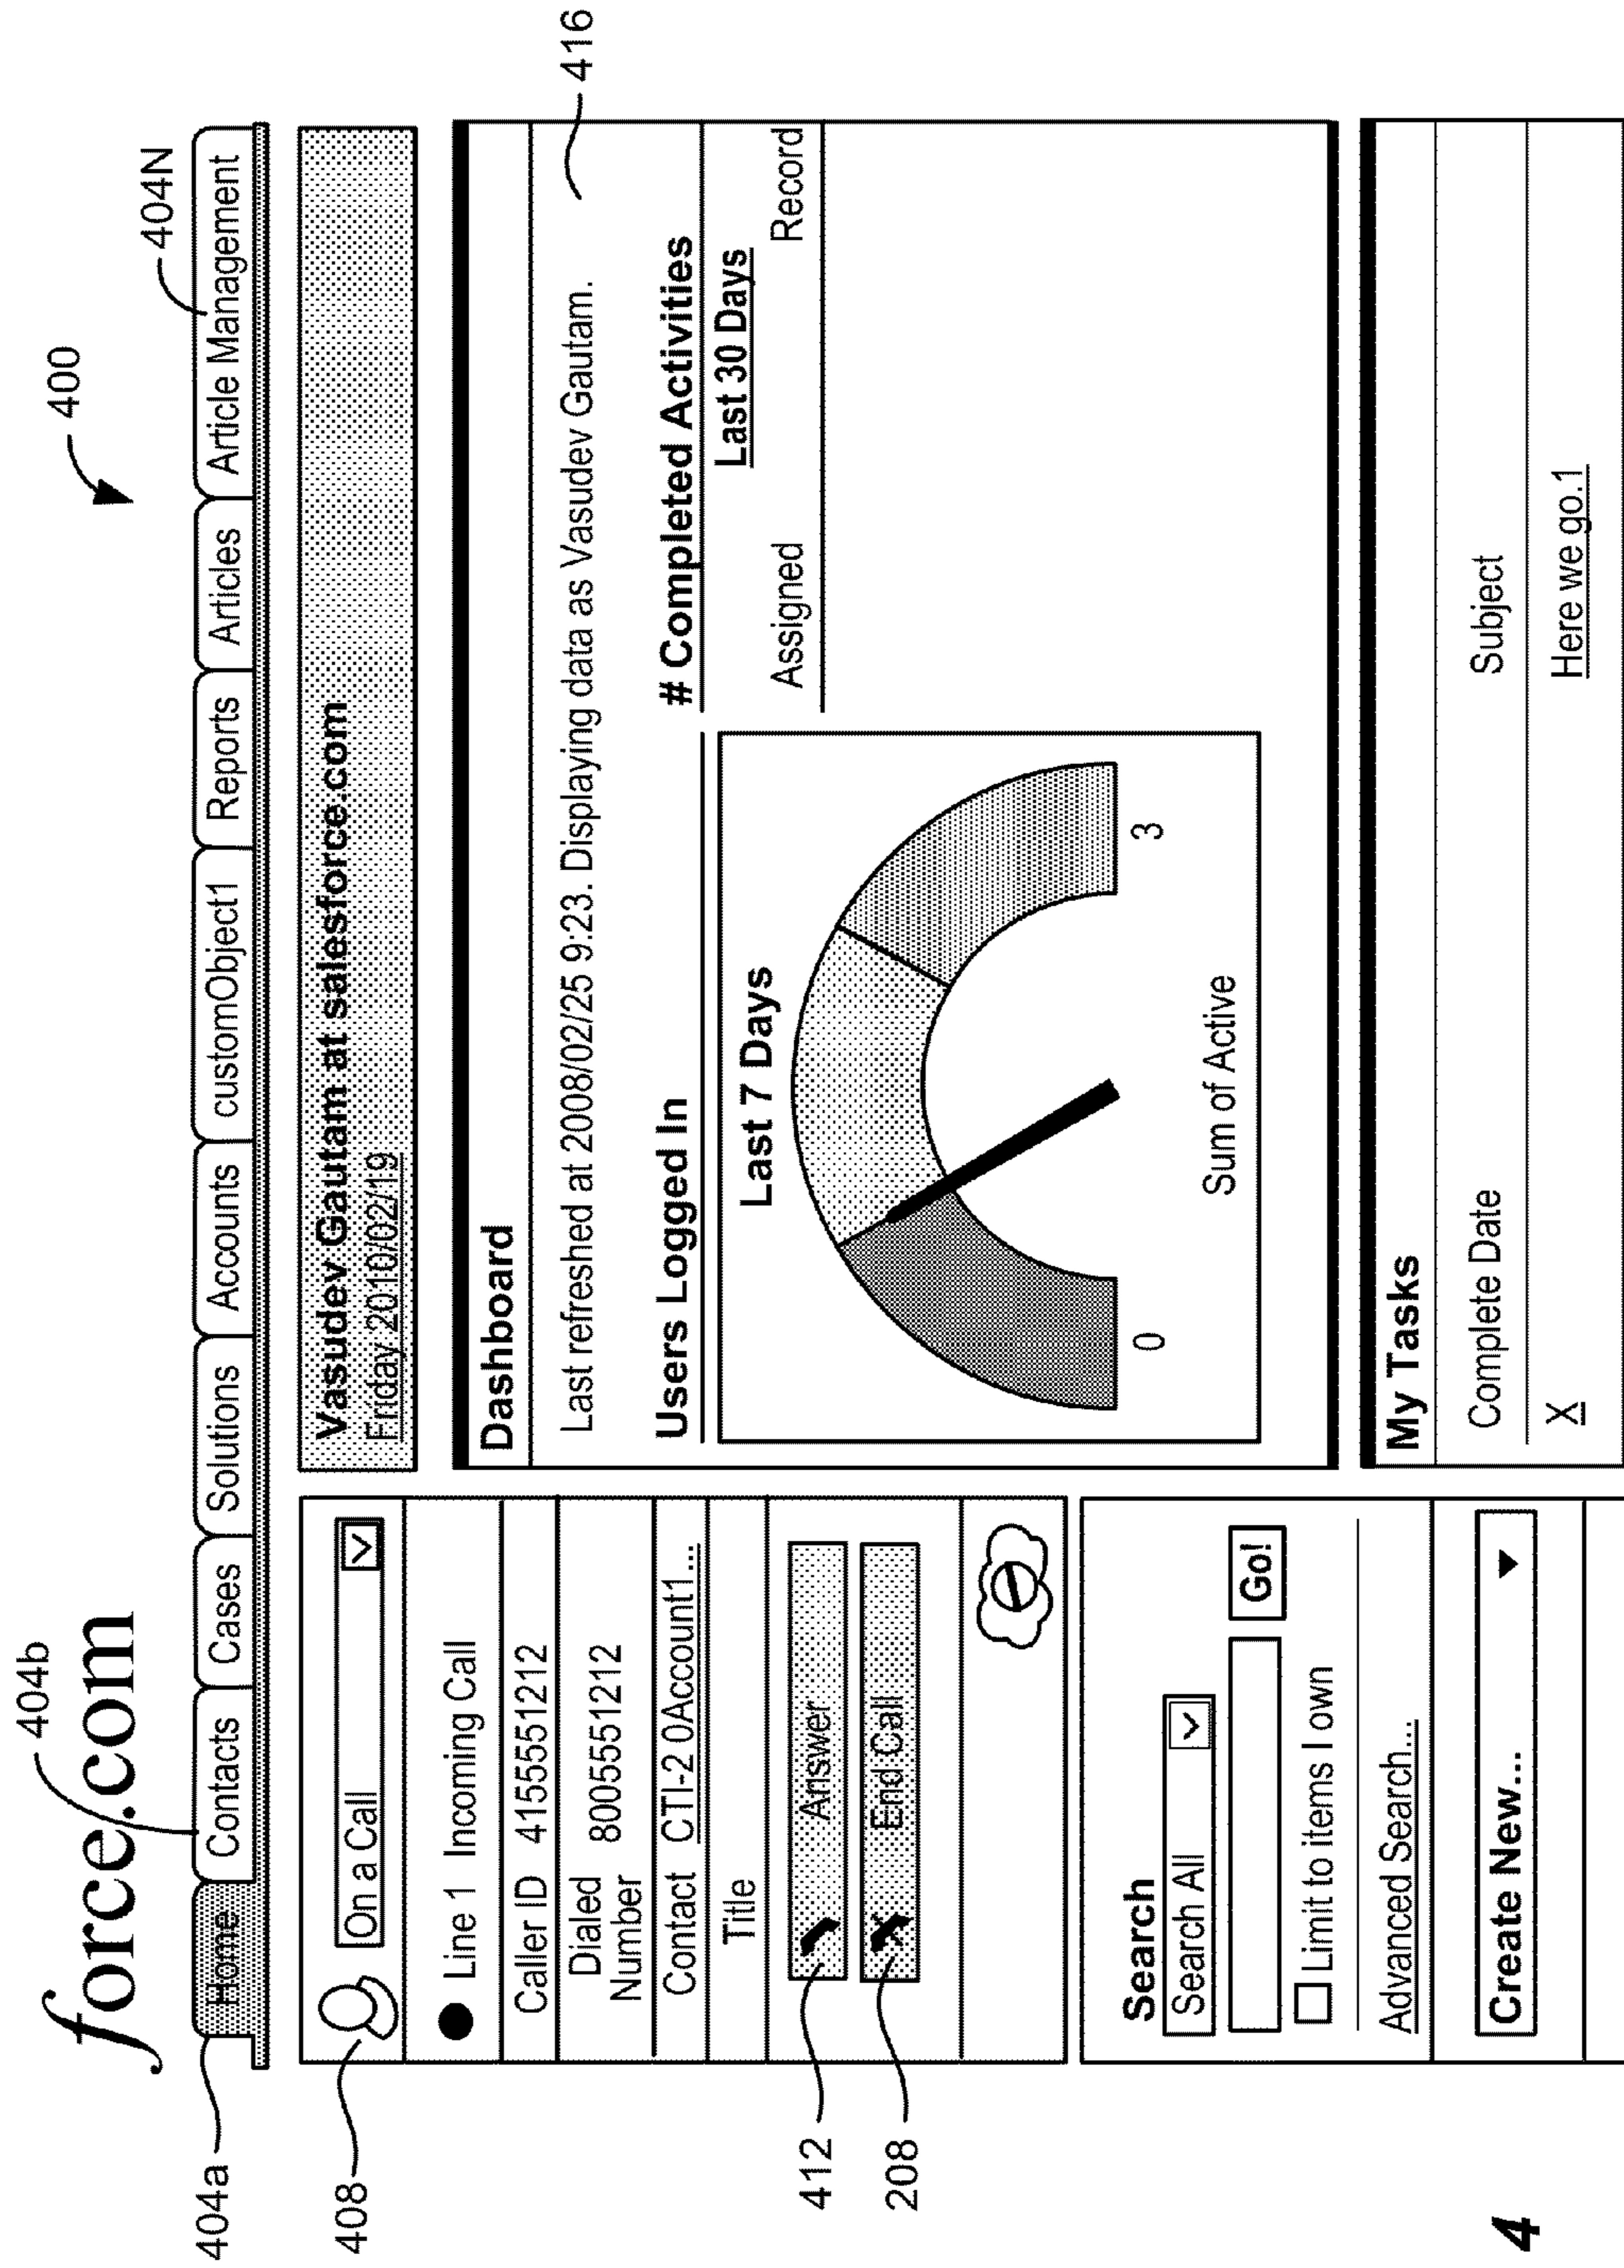 400
force.com
404a
404b
404N
Home
Contacts
Cases
Solutions
Accounts
customObject1
Reports
Articles
Article Management
408
On a Call
Line 1 Incoming Call
Caller ID 4155551212
Dialed Number 8005551212
Contact CTI-2 0Account1...
Title
412
Answer
208
End Call
Search
Search All
Go!
Limit to items I own
Advanced Search...
Create New...
Vasudev Gautam at salesforce.com
Friday 2010/02/19
Dashboard
Last refreshed at 2008/02/25 9:23. Displaying data as Vasudev Gautam.
416
Users Logged In
# Completed Activities
Last 7 Days
Last 30 Days
Assigned Record
0 3
Sum of Active
My Tasks
Complete Date Subject
X Here we go.1
4